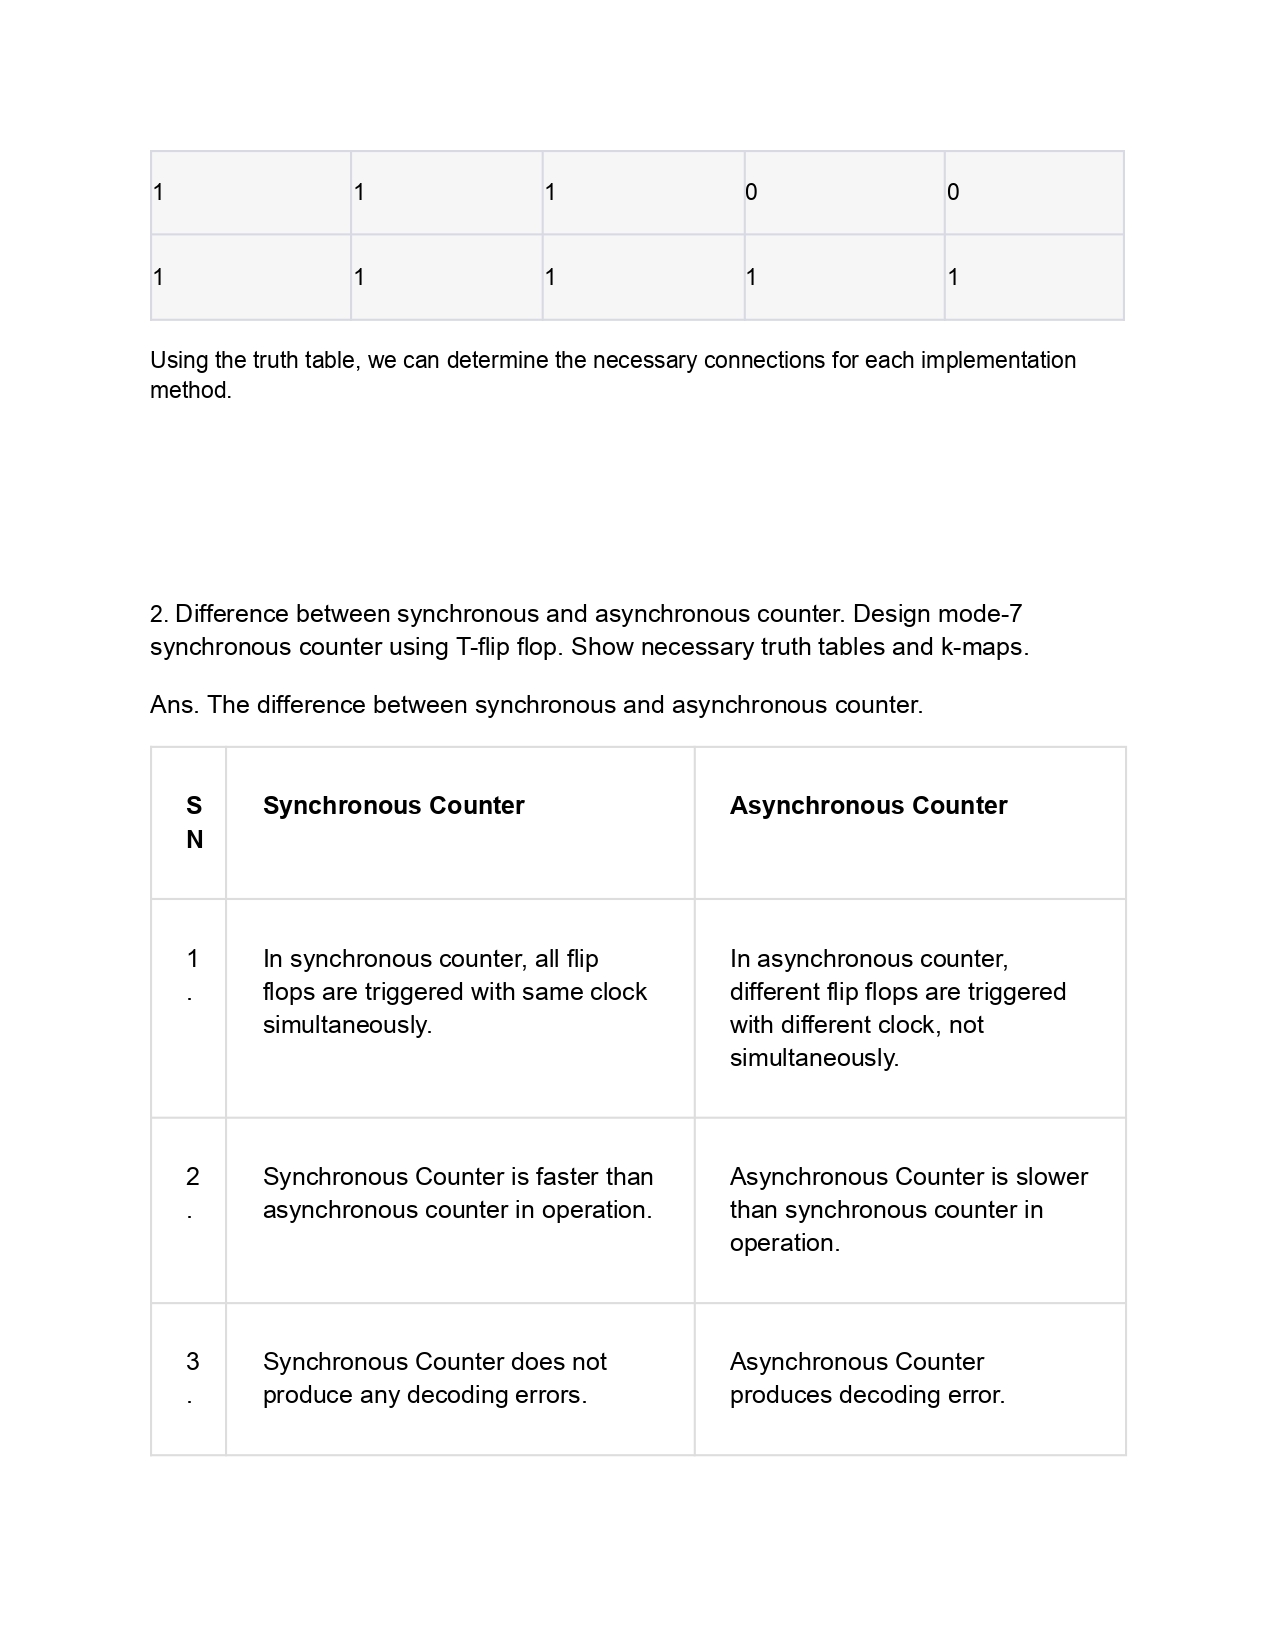 1 1 1 0 0
1 1 1 1 1
Using the truth table, we can determine the necessary connections for each implementation
method.
2. Difference between synchronous and asynchronous counter. Design mode-7
synchronous counter using T-flip flop. Show necessary truth tables and k-maps.
Ans. The difference between synchronous and asynchronous counter.
S
N
Synchronous Counter
Asynchronous Counter
1
.
In synchronous counter, all flip
flops are triggered with same clock
simultaneously.
In asynchronous counter,
different flip flops are triggered
with different clock, not
simultaneously.
2
.
Synchronous Counter is faster than
asynchronous counter in operation.
Asynchronous Counter is slower
than synchronous counter in
operation.
3
.
Synchronous Counter does not
produce any decoding errors.
Asynchronous Counter
produces decoding error.